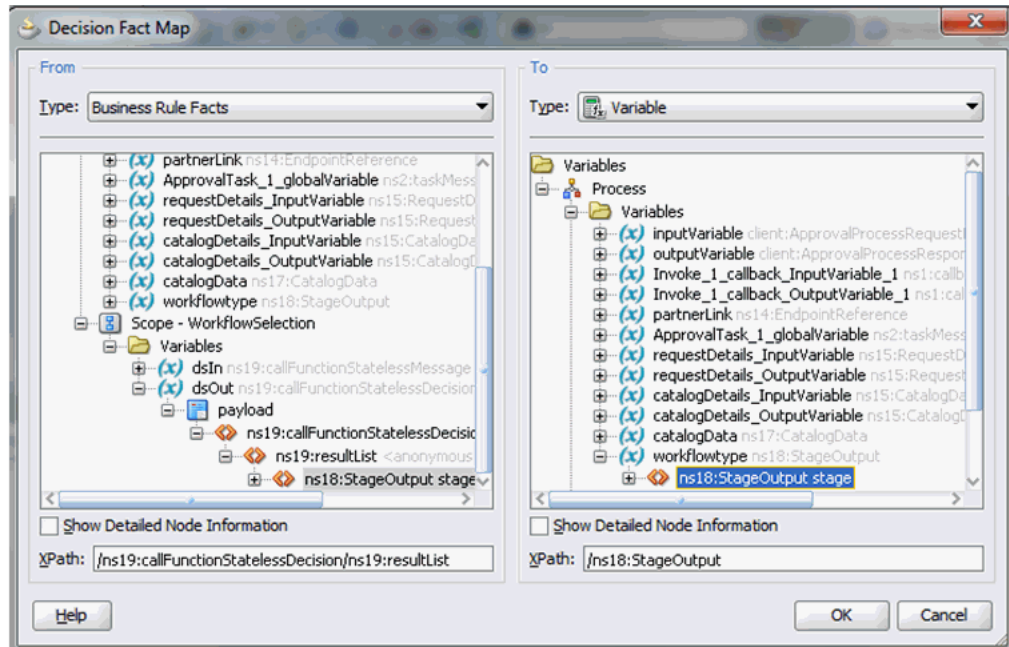 Decision Fact Map
From
Type: Business Rule Facts
(x) partnerLink ns14:EndpointReference
(x) ApprovalTask_1_globalVariable ns2:taskMess
(x) requestDetails_InputVariable ns15:RequestD
(x) requestDetails_OutputVariable ns15:Request
(x) catalogDetails_InputVariable ns15:CatalogDa
(x) catalogDetails_OutputVariable ns15:Catalog
(x) catalogData ns17:CatalogData
(x) workflowtype ns18:StageOutput
Scope - WorkflowSelection
Variables
(x) dsIn ns19:callFunctionStatelessMessage
(x) dsOut ns19:callFunctionStatelessDecision
payload
ns19:callFunctionStatelessDecisic
ns19:resultList <anonymous
ns18:StageOutput stage
Show Detailed Node Information
XPath: /ns19:callFunctionStatelessDecision/ns19:resultList
To
Type: Variable
Variables
Process
Variables
(x) inputVariable client:ApprovalProcessRequest
(x) outputVariable client:ApprovalProcessRespor
(x) Invoke_1_callback_InputVariable_1 ns1:callb
(x) Invoke_1_callback_OutputVariable_1 ns1:cal
(x) partnerLink ns14:EndpointReference
(x) ApprovalTask_1_globalVariable ns2:taskMess
(x) requestDetails_InputVariable ns15:RequestD
(x) requestDetails_OutputVariable ns15:Request
(x) catalogDetails_InputVariable ns15:CatalogDa
(x) catalogDetails_OutputVariable ns15:Catalog
(x) catalogData ns17:CatalogData
(x) workflowtype ns18:StageOutput
ns18:StageOutput stage
Show Detailed Node Information
XPath: /ns18:StageOutput
Help
OK
Cancel